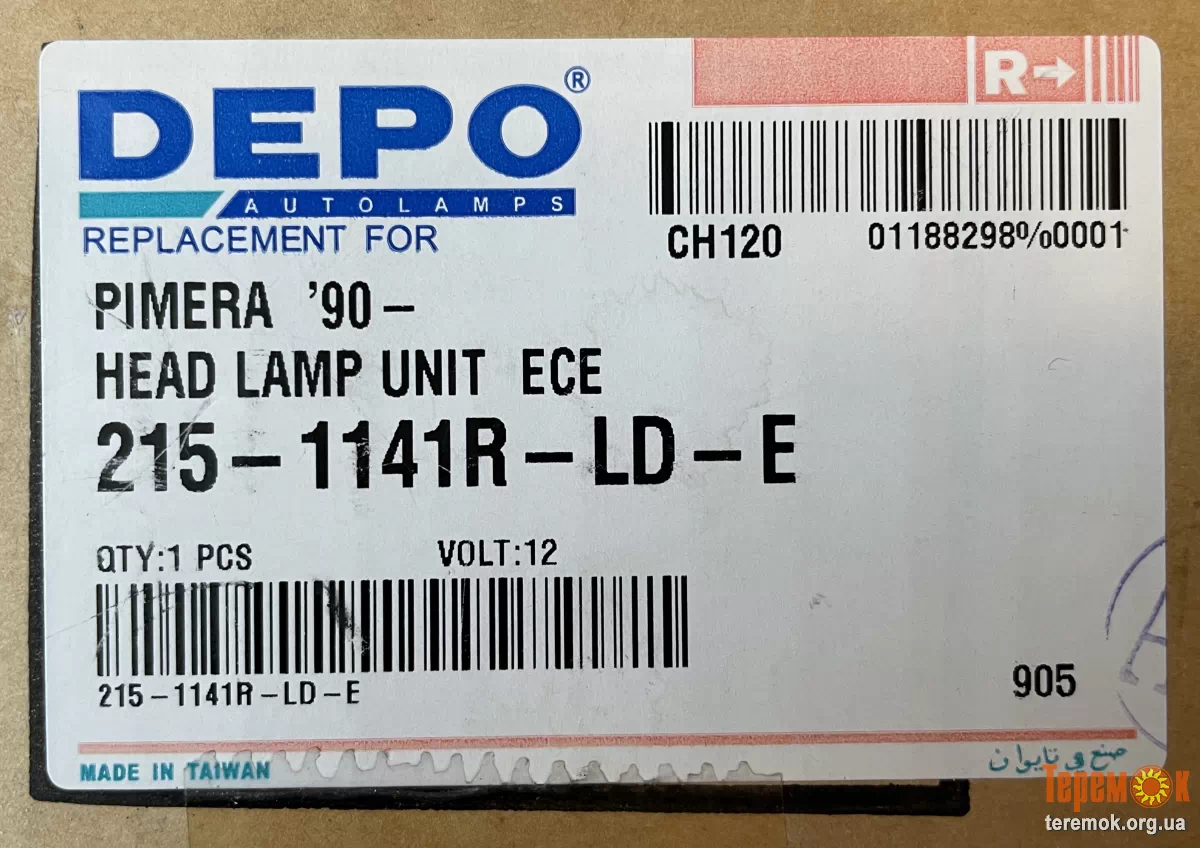 DEPO®
AUTOLAMPS
REPLACEMENT FOR
R→
CH120 01188298%0001
PIMERA '90-
HEAD LAMP UNIT ECE
215-1141R-LD-E
QTY:1 PCS VOLT:12
215-1141R-LD-E
905
MADE IN TAIWAN
صنع في تايوان
ТеремОк
teremok.org.ua